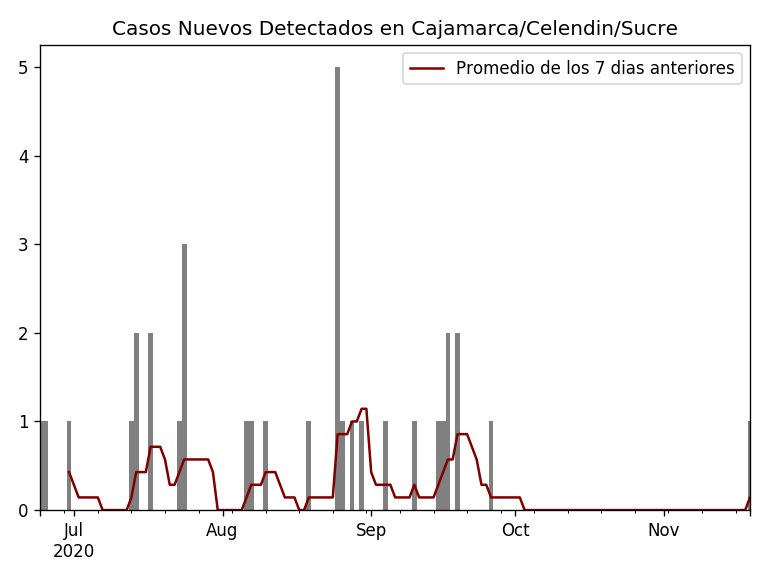 Casos Nuevos Detectados en Cajamarca/Celendin/Sucre
Promedio de los 7 dias anteriores
5
4
3
2
1
0
Jul
2020
Aug
Sep
Oct
Nov